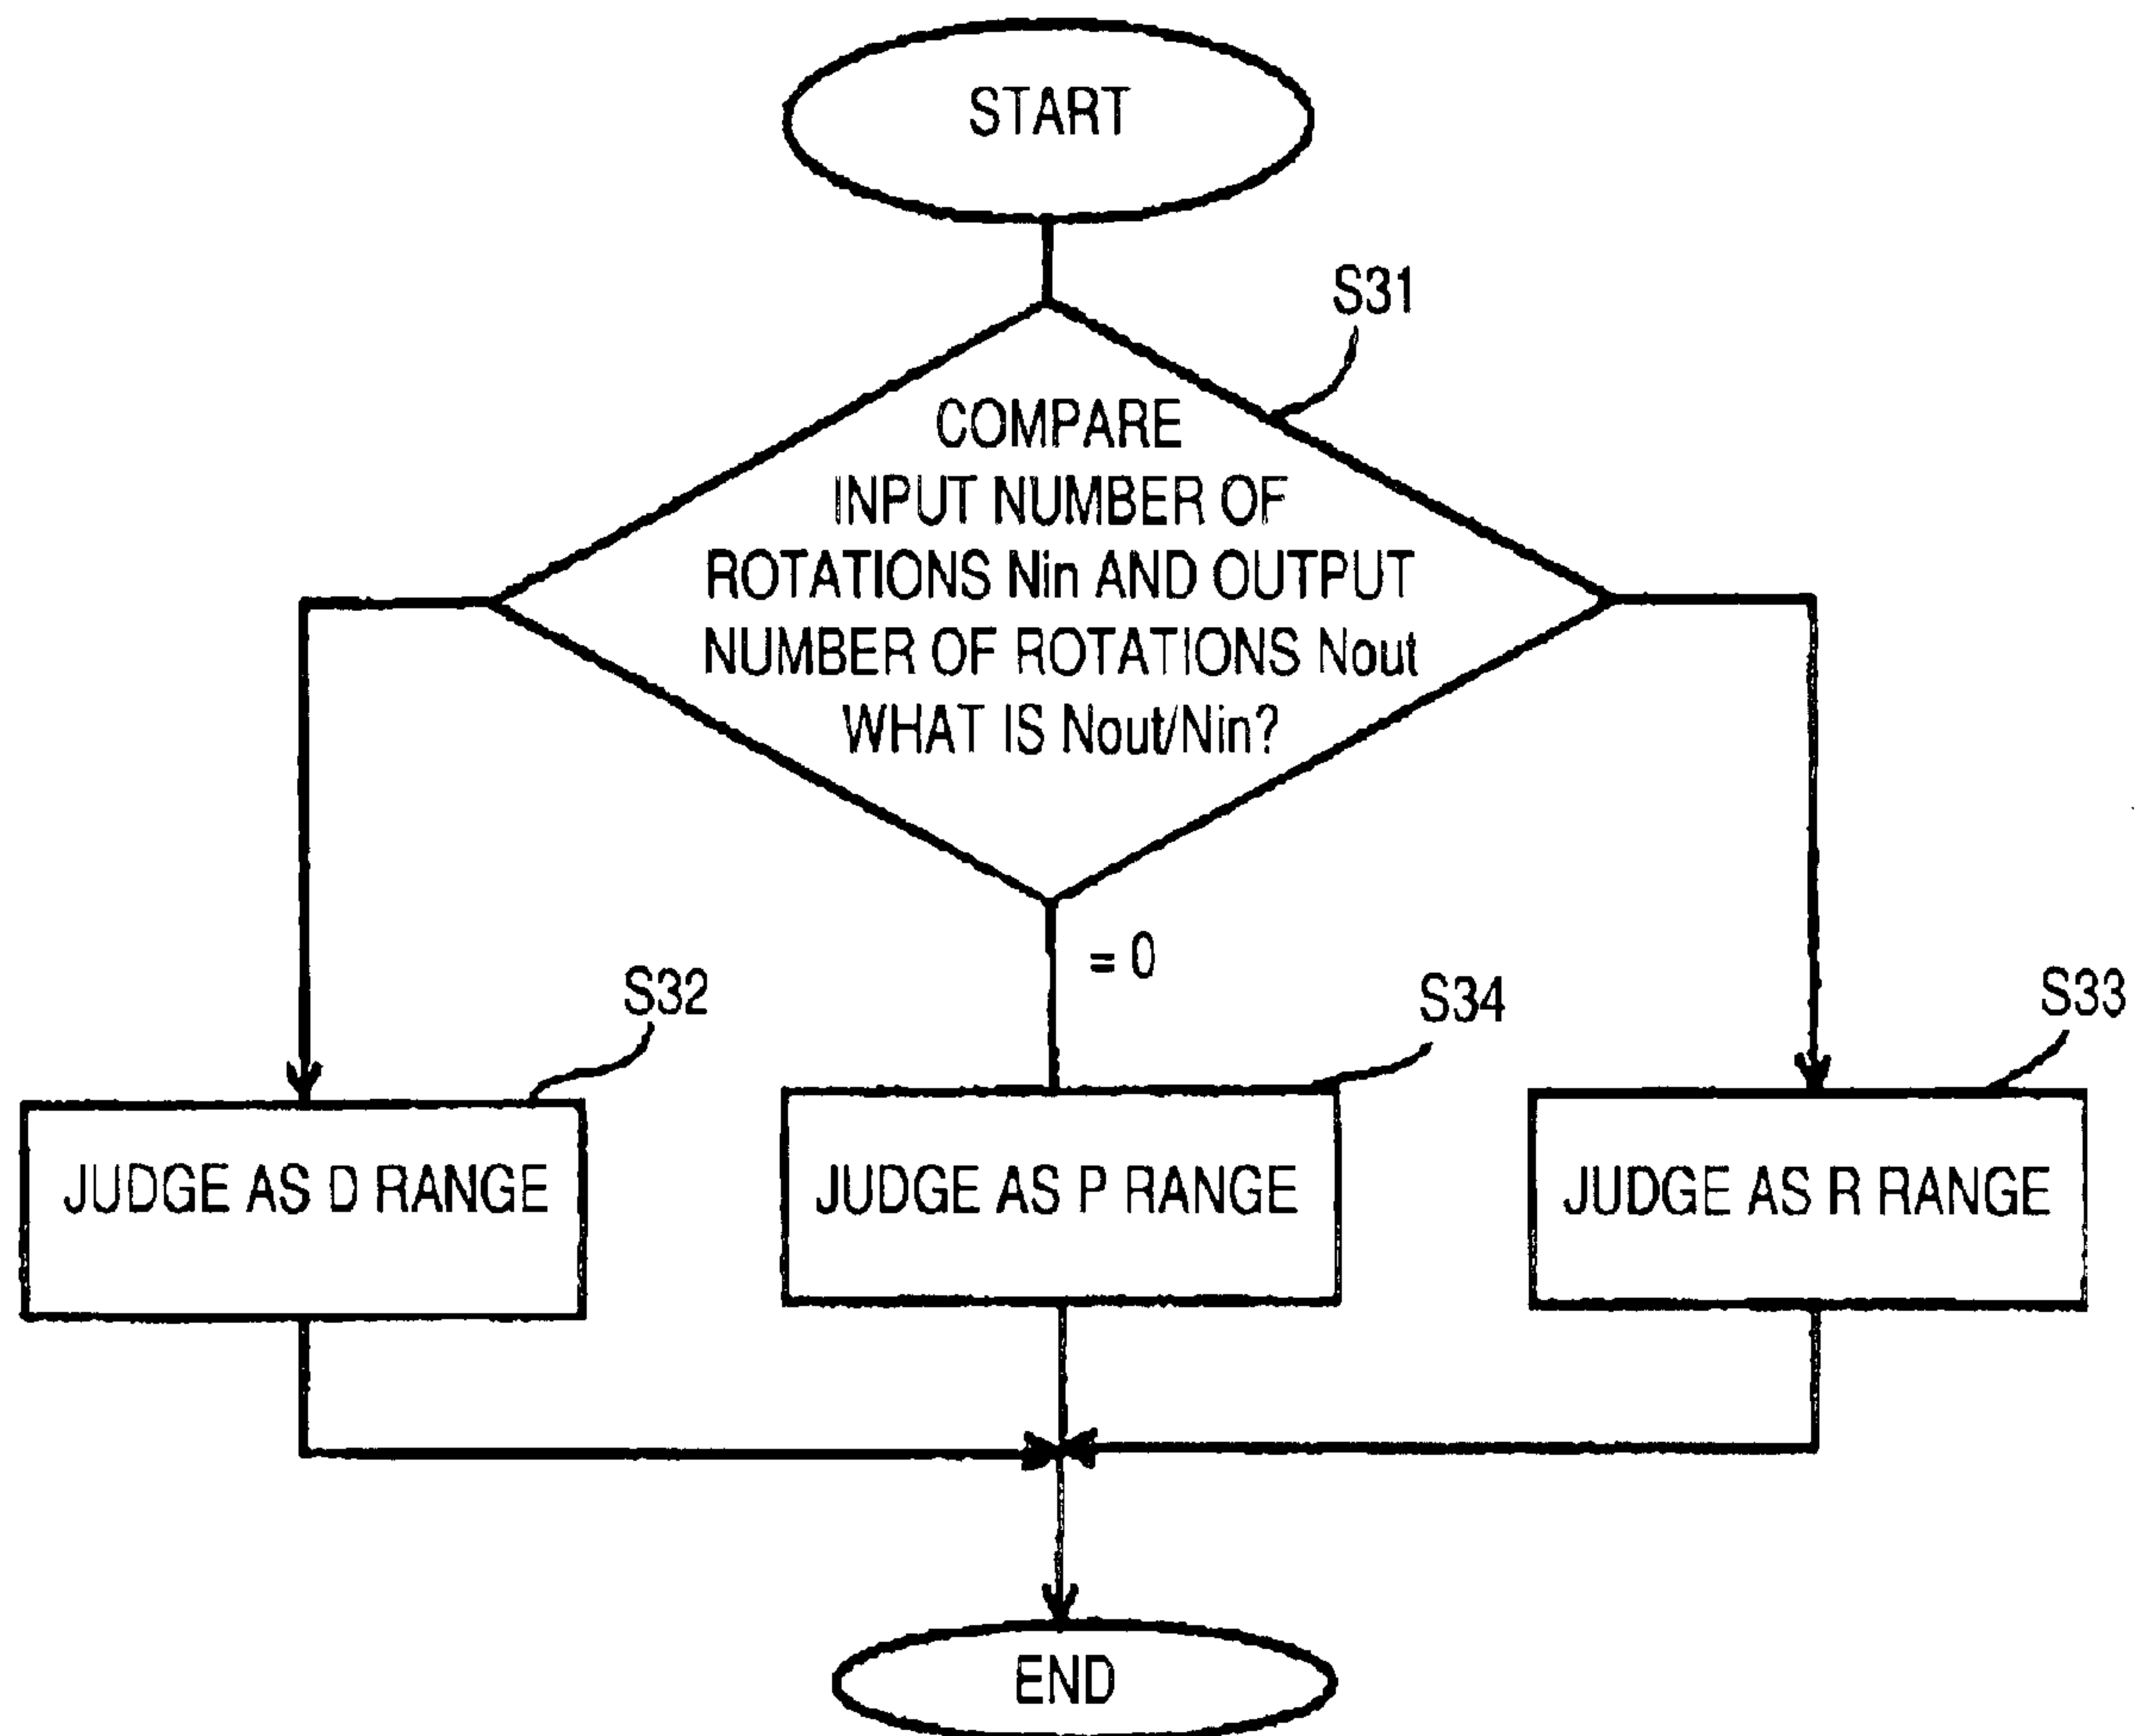 START
S31
COMPARE
INPUT NUMBER OF
ROTATIONS Nin AND OUTPUT
NUMBER OF ROTATIONS Nout
WHAT IS Nout/Nin?
= 0
S32
S34
S33
JUDGE AS D RANGE
JUDGE AS P RANGE
JUDGE AS R RANGE
END